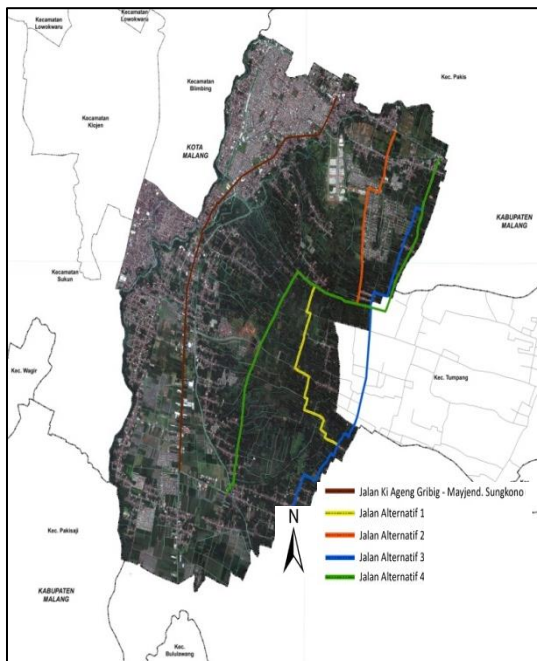 Kecamatan
Lowokwaru
Kecamatan
Lowokwaru
Kecamatan
Blimbing
Kec. Pakis
Kecamatan
Klojen
KOTA
MALANG
KABUPATEN
MALANG
Kecamatan
Sukun
Kec. Wagir
Kec. Tumpang
Jalan Ki Ageng Gribig - Mayjend. Sungkono
Jalan Alternatif 1
Jalan Alternatif 2
Jalan Alternatif 3
Jalan Alternatif 4
N
Kec. Pakisaji
KABUPATEN
MALANG
Kec.
Bululawang